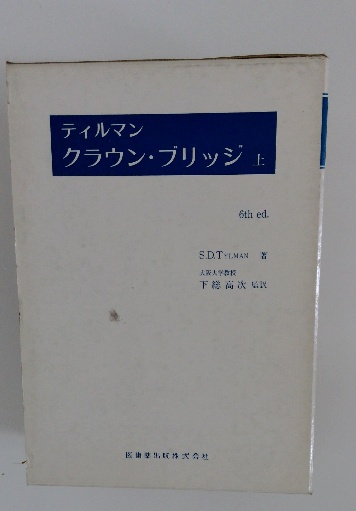 ティルマン
クラウン・ブリッジ 上
6th ed.
S.D.TYLMAN 著
大阪大学教授
下總高次 監訳
医歯薬出版株式会社